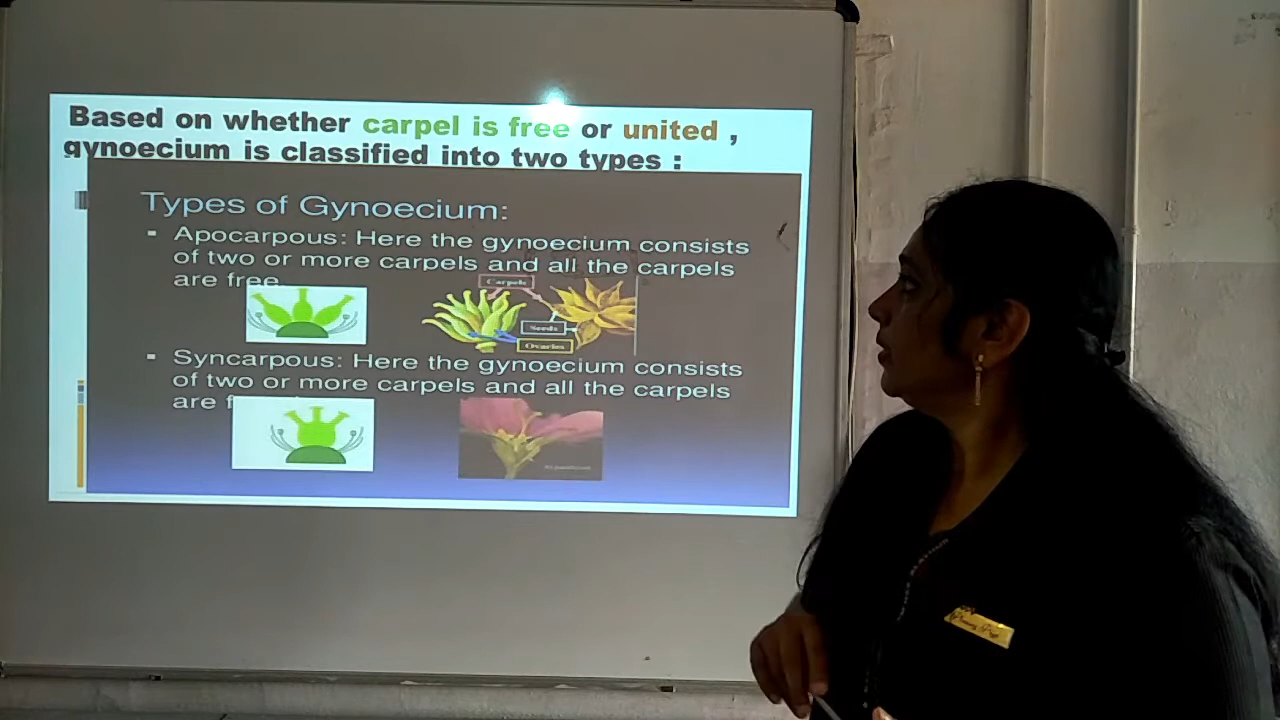 Based on whether carpel is free or united ,
gynoecium is classified into two types :
Types of Gynoecium:
▪ Apocarpous: Here the gynoecium consists
of two or more carpels and all the carpels
are free
Carpels
Seeds
Ovaries
▪ Syncarpous: Here the gynoecium consists
of two or more carpels and all the carpels
are f